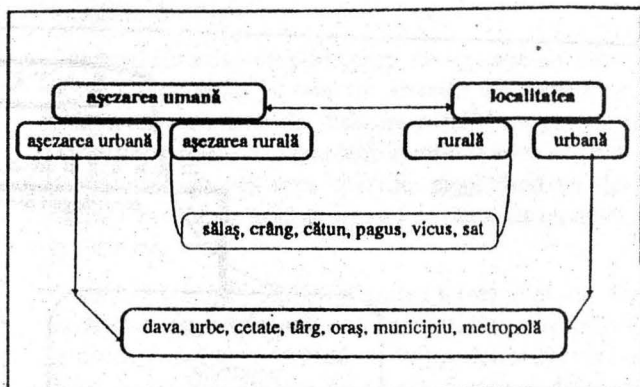 aşezarea umană
localitatea
aşezarea urbană
aşezarea rurală
rurală
urbană
sălaş, crâng, cătun, pagus, vicus, sat
dava, urbe, cetate, târg, oraş, municipiu, metropolă